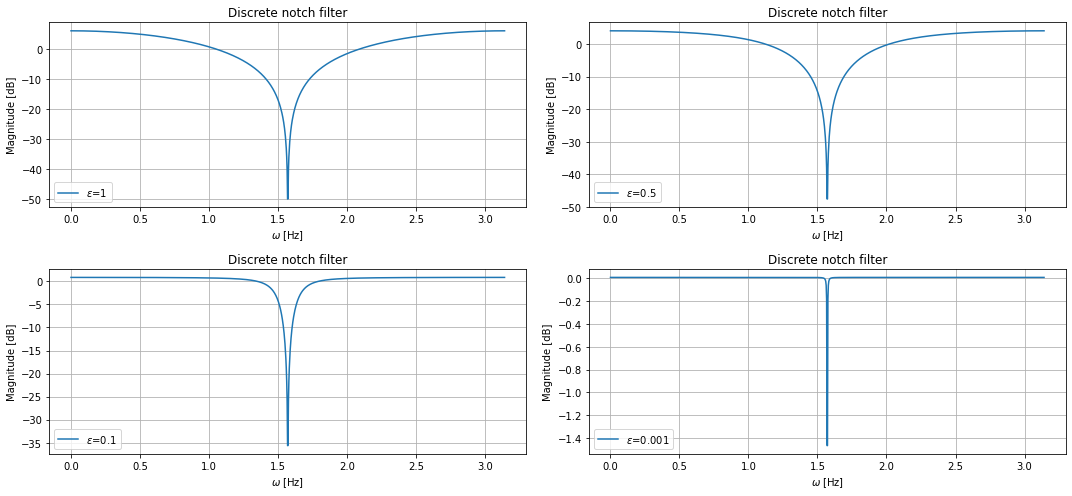 Discrete notch filter
Magnitude [dB]
0
−10
−20
−30
−40
−50
ε=1
0.0 0.5 1.0 1.5 2.0 2.5 3.0
ω [Hz]
Discrete notch filter
Magnitude [dB]
0
−10
−20
−30
−40
−50
ε=0.5
0.0 0.5 1.0 1.5 2.0 2.5 3.0
ω [Hz]
Discrete notch filter
Magnitude [dB]
0
−5
−10
−15
−20
−25
−30
−35
ε=0.1
0.0 0.5 1.0 1.5 2.0 2.5 3.0
ω [Hz]
Discrete notch filter
Magnitude [dB]
0.0
−0.2
−0.4
−0.6
−0.8
−1.0
−1.2
−1.4
ε=0.001
0.0 0.5 1.0 1.5 2.0 2.5 3.0
ω [Hz]